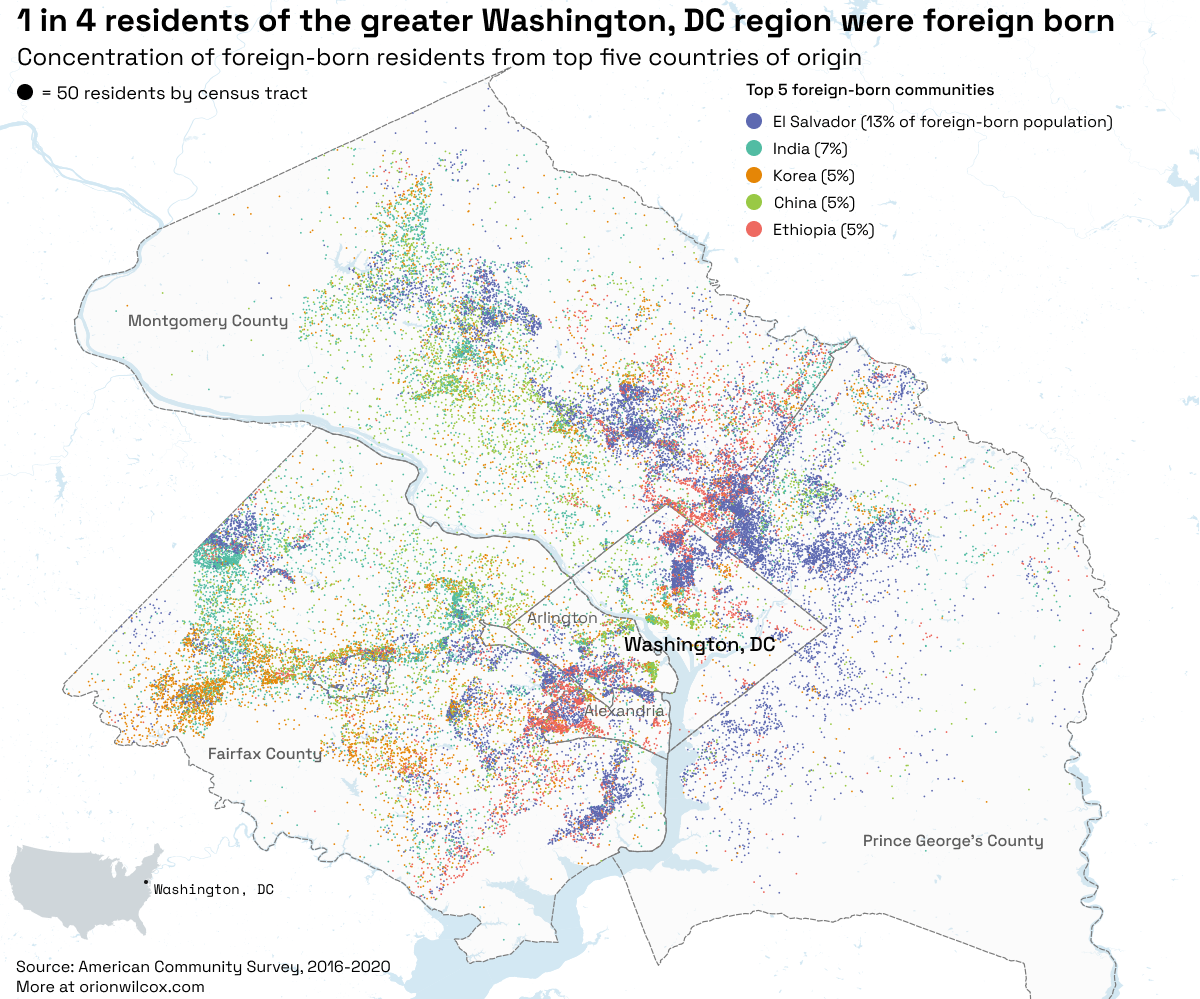 1 in 4 residents of the greater Washington, DC region were foreign born
Concentration of foreign-born residents from top five countries of origin
= 50 residents by census tract
Top 5 foreign-born communities
El Salvador (13% of foreign-born population)
India (7%)
Korea (5%)
China (5%)
Ethiopia (5%)
Montgomery County
Arlington
Washington, DC
Alexandria
Fairfax County
Prince George's County
Washington, DC
Source: American Community Survey, 2016-2020
More at orionwilcox.com